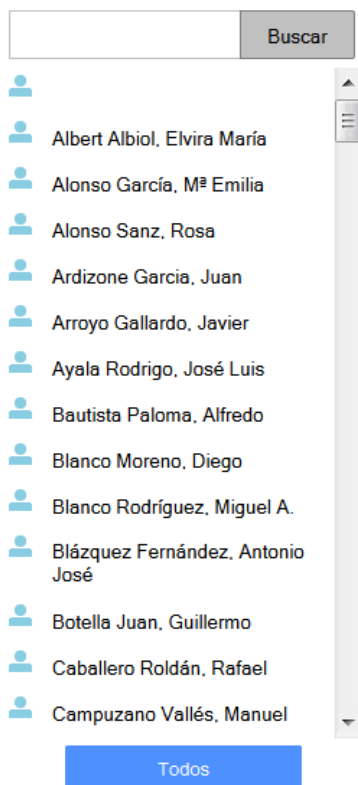 Buscar
Albert Albiol, Elvira María
Alonso García, Mª Emilia
Alonso Sanz, Rosa
Ardizone Garcia, Juan
Arroyo Gallardo, Javier
Ayala Rodrigo, José Luis
Bautista Paloma, Alfredo
Blanco Moreno, Diego
Blanco Rodríguez, Miguel A.
Blázquez Fernández, Antonio
José
Botella Juan, Guillermo
Caballero Roldán, Rafael
Campuzano Vallés, Manuel
Todos